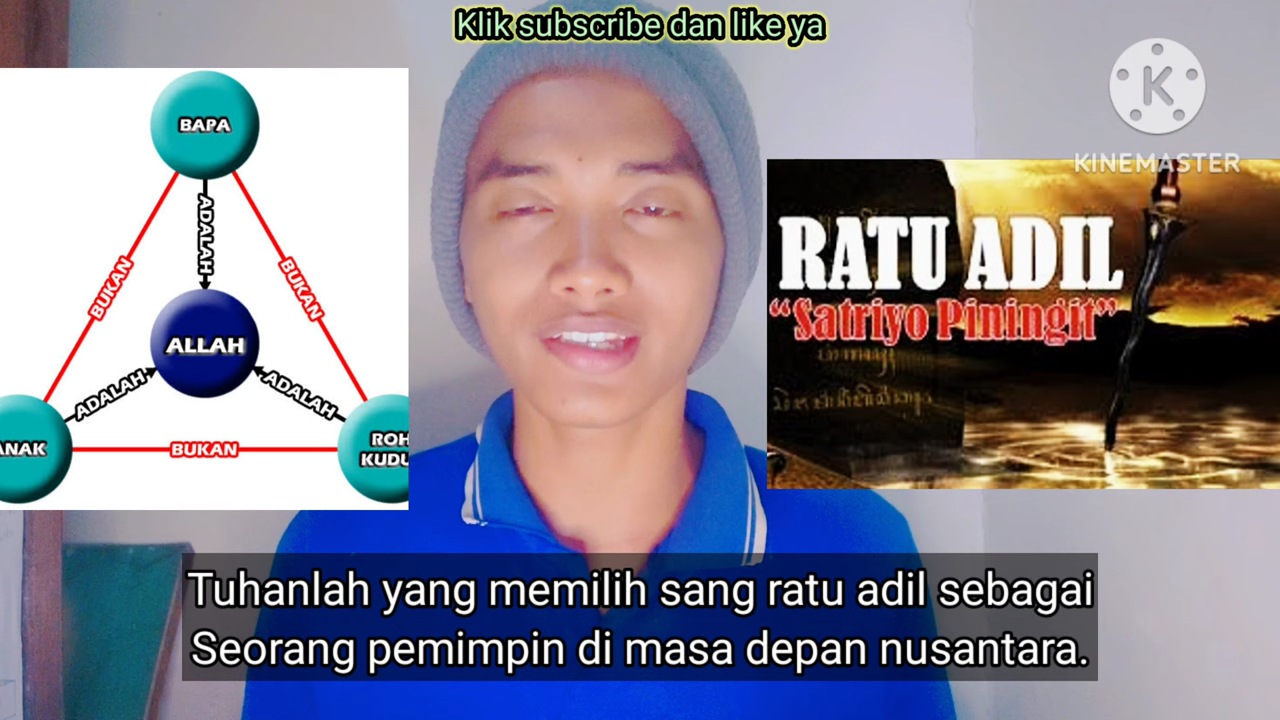 Klik subscribe dan like ya
K
KINEMASTER
BAPA
ADALAH
BUKAN
BUKAN
ALLAH
ADALAH
ADALAH
ANAK
BUKAN
ROH
KUDU
RATU ADIL
"Satriyo Piningit"
Tuhanlah yang memilih sang ratu adil sebagai
Seorang pemimpin di masa depan nusantara.